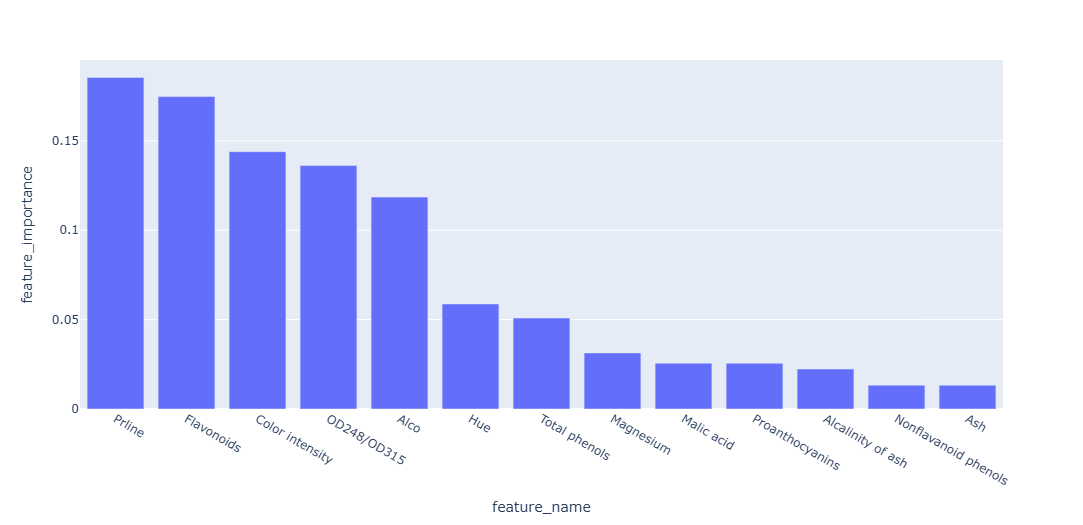 feature_importance
0.15
0.1
0.05
0
Prline
Flavonoids
Color intensity
OD248/OD315
Alco
Hue
Total phenols
Magnesium
Malic acid
Proanthocyanins
Alcalinity of ash
Nonflavanoid phenols
Ash
feature_name